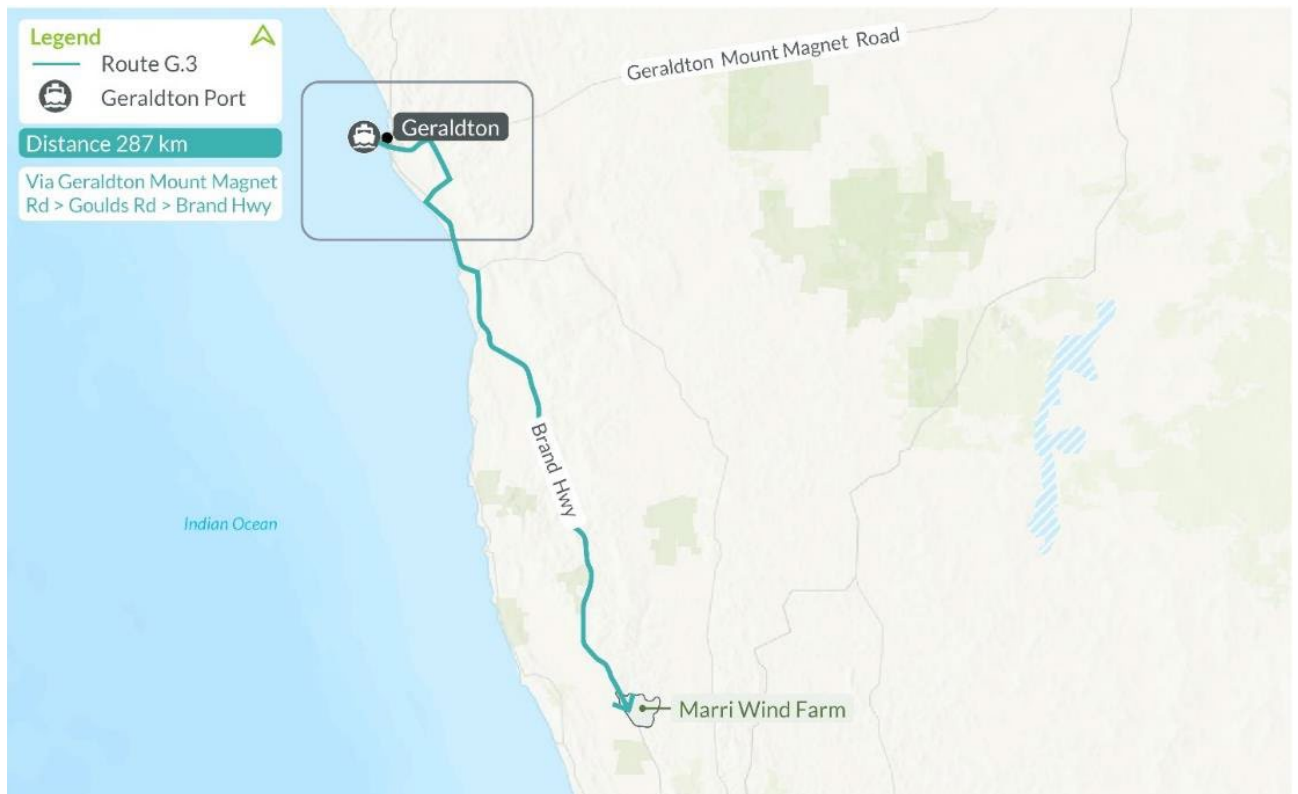 Legend
Route G.3
Geraldton Port
Distance 287 km
Via Geraldton Mount Magnet
Rd > Goulds Rd > Brand Hwy
Geraldton Mount Magnet Road
Geraldton
Brand Hwy
Indian Ocean
Marri Wind Farm